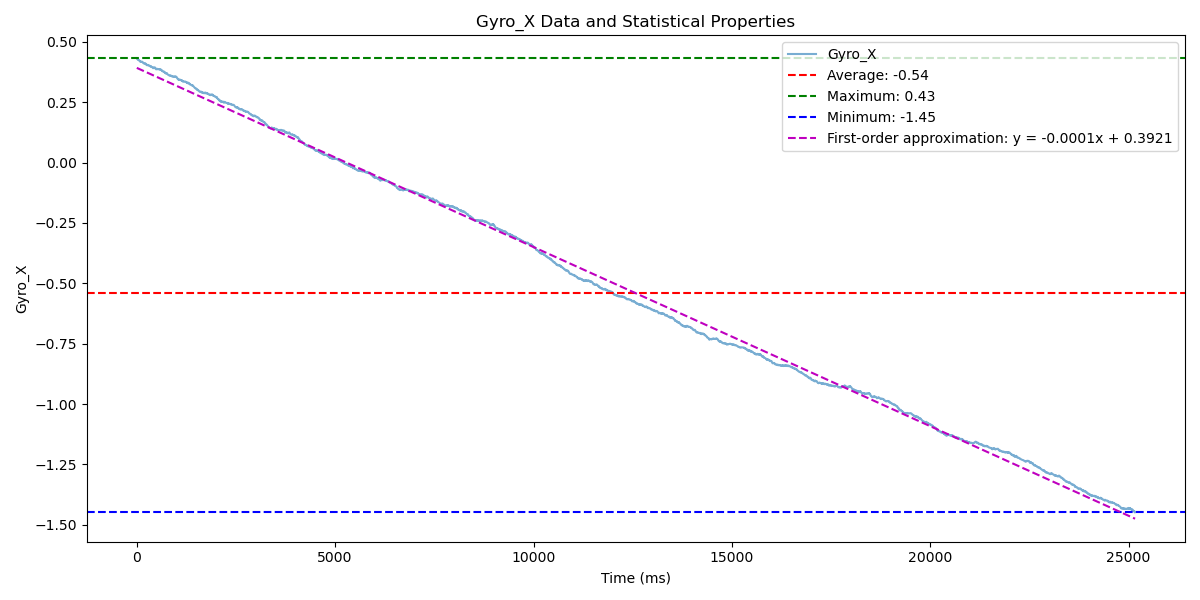 Gyro_X Data and Statistical Properties
Gyro_X
Average: -0.54
Maximum: 0.43
Minimum: -1.45
First-order approximation: y = -0.0001x + 0.3921
0.50
0.25
0.00
−0.25
−0.50
−0.75
−1.00
−1.25
−1.50
Gyro_X
0
5000
10000
15000
20000
25000
Time (ms)